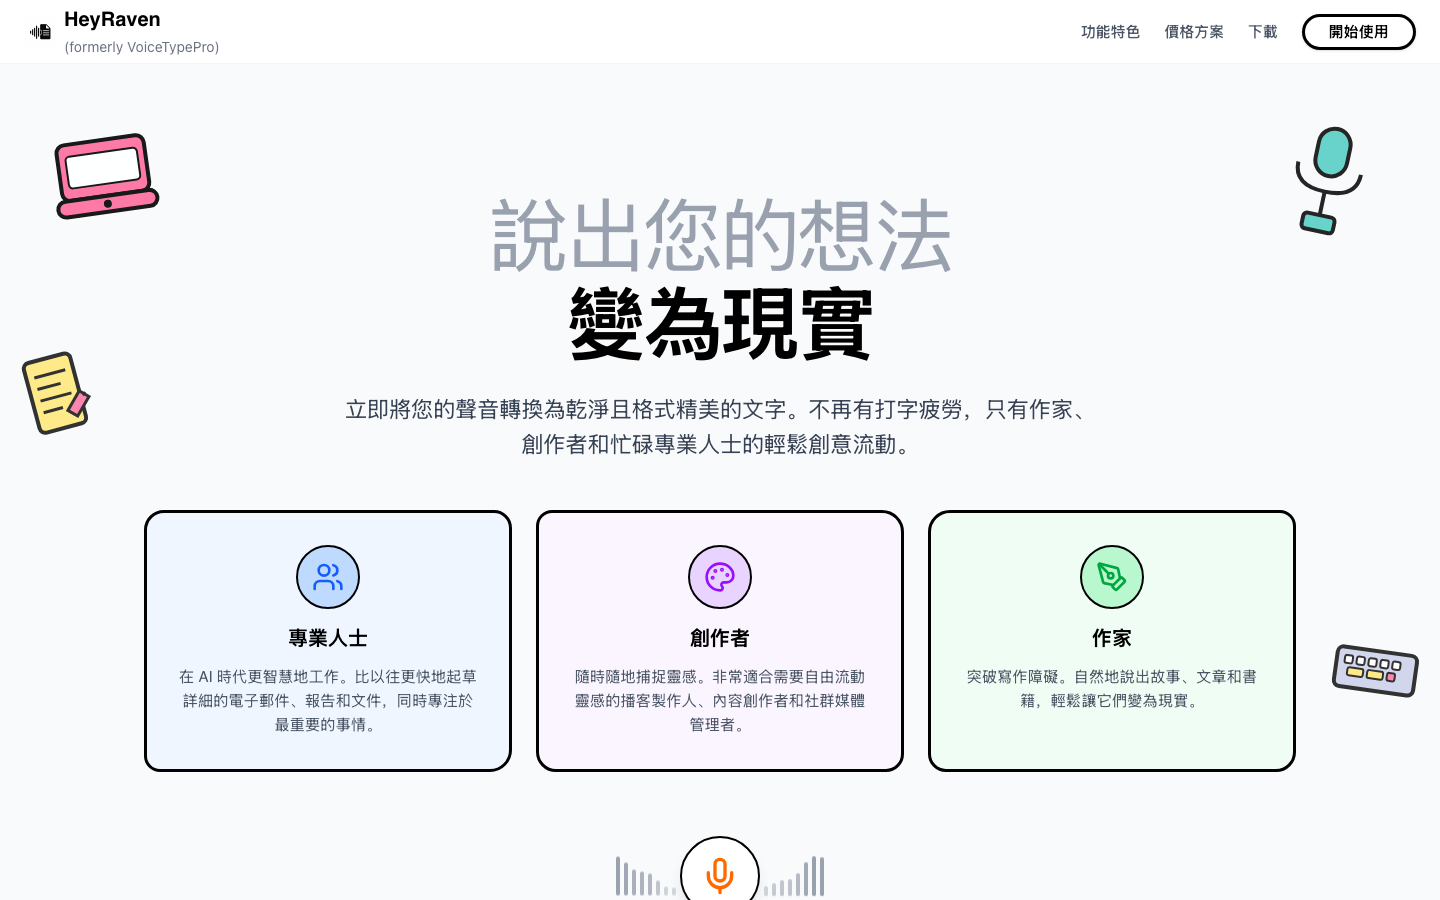 HeyRaven
(formerly VoiceTypePro)
功能特色
價格方案
下載
開始使用
說出您的想法
變為現實
立即將您的聲音轉換為乾淨且格式精美的文字。不再有打字疲勞，只有作家、
創作者和忙碌專業人士的輕鬆創意流動。
專業人士
在 AI 時代更智慧地工作。比以往更快地起草
詳細的電子郵件、報告和文件，同時專注於
最重要的事情。
創作者
隨時隨地捕捉靈感。非常適合需要自由流動
靈感的播客製作人、內容創作者和社群媒體
管理者。
作家
突破寫作障礙。自然地說出故事、文章和書
籍，輕鬆讓它們變為現實。